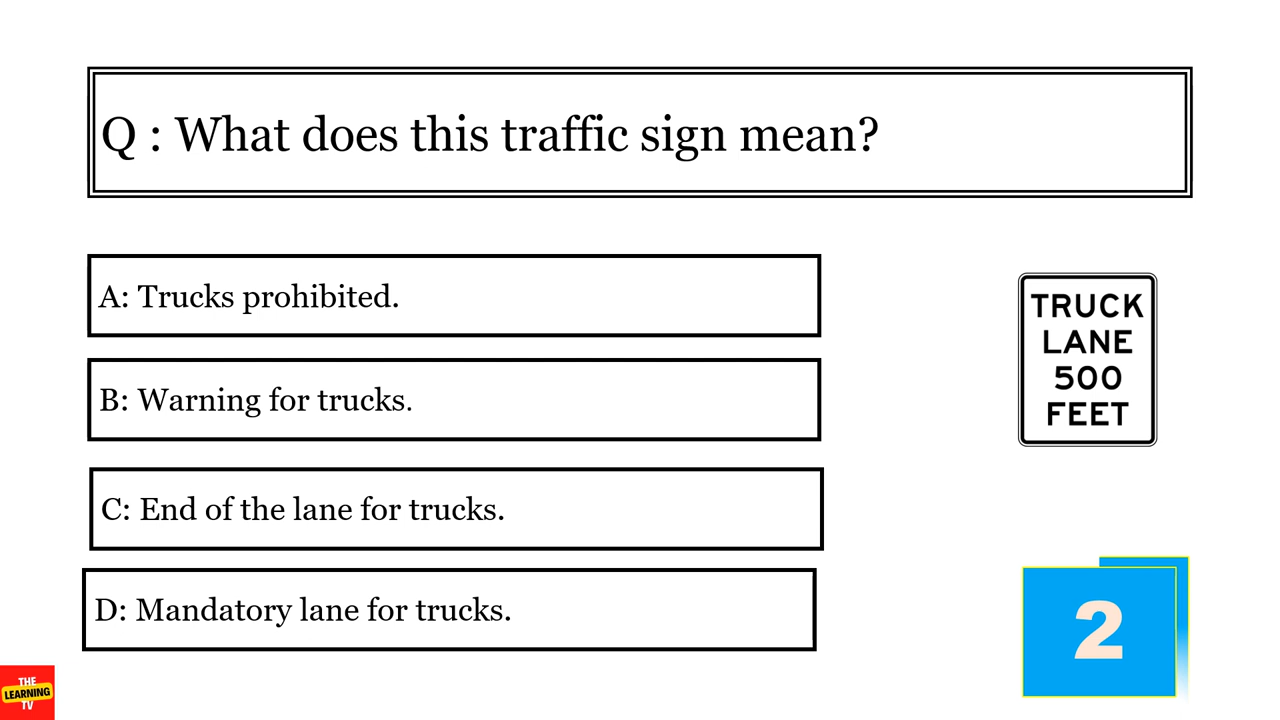 Q : What does this traffic sign mean?
A: Trucks prohibited.
B: Warning for trucks.
C: End of the lane for trucks.
D: Mandatory lane for trucks.
TRUCK
LANE
500
FEET
2
THE
LEARNING
TV